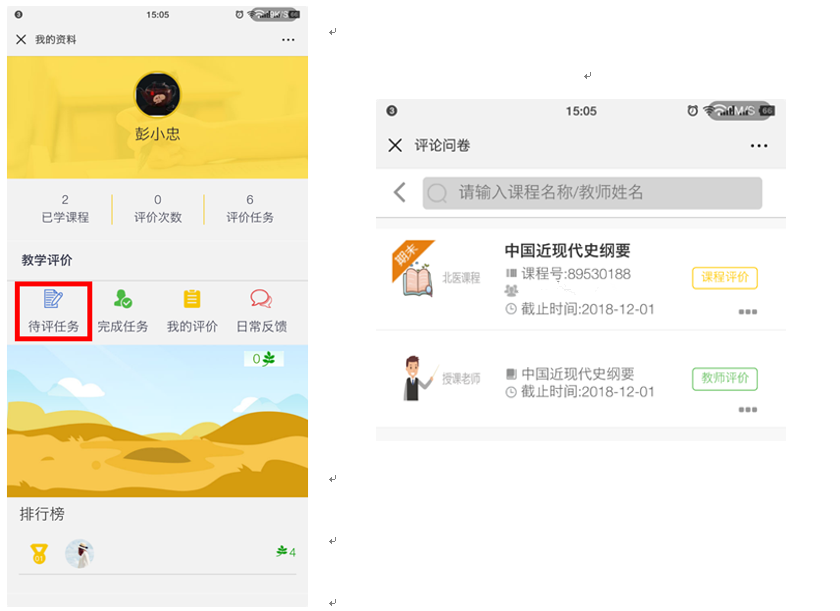 15:05
66
我的资料
彭小忠
2
0
6
已学课程
评价次数
评价任务
教学评价
待评任务
完成任务
我的评价
日常反馈
0
排行榜
01
4
3
15:05
M/S
66
评论问卷
请输入课程名称/教师姓名
期末
北医课程
中国近现代史纲要
课程号:89530188
截止时间:2018-12-01
课程评价
授课老师
中国近现代史纲要
截止时间:2018-12-01
教师评价